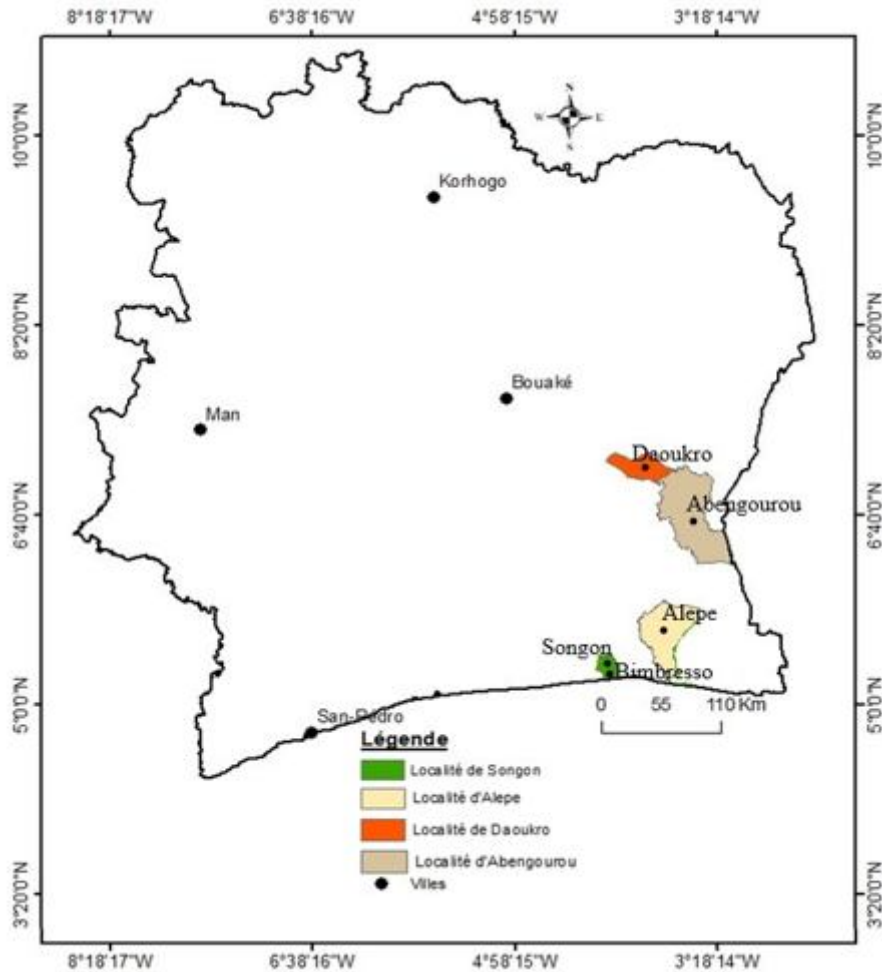 8°18'17"W 6°38'16"W 4°58'15"W 3°18'14"W
N
W E
S
10°0'0"N 10°0'0"N
Korhogo
8°20'0"N 8°20'0"N
Bouaké
Man
Daoukro
Abengourou
6°40'0"N 6°40'0"N
Alepe
Songon
Bimbresso
5°0'0"N 5°0'0"N
0 55 110 Km
San-Pédro
Légende
Localité de Songon
Localité d'Alepe
Localité de Daoukro
Localité d'Abengourou
Villes
3°20'0"N 3°20'0"N
8°18'17"W 6°38'16"W 4°58'15"W 3°18'14"W